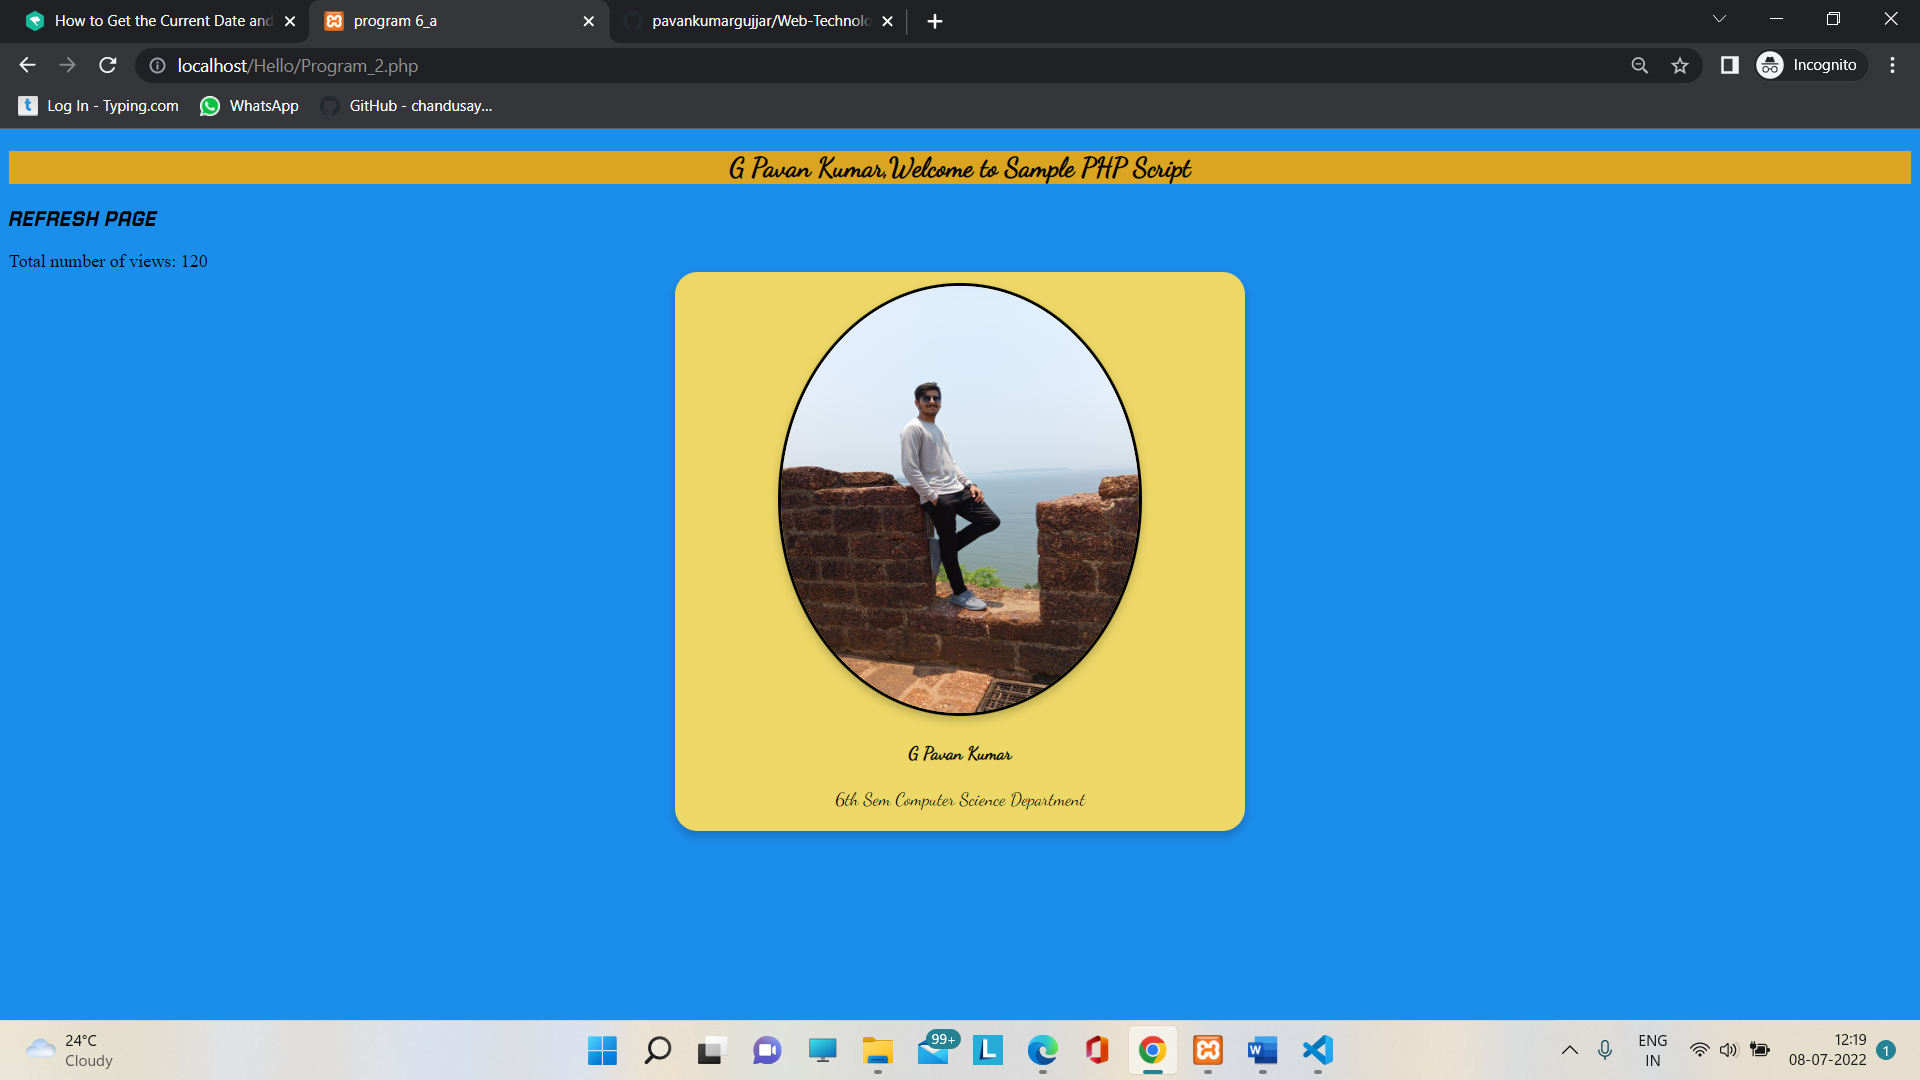 How to Get the Current Date and
program 6_a
pavankumargujjar/Web-Technolo
localhost/Hello/Program_2.php
Incognito
Log In - Typing.com
WhatsApp
GitHub - chandusay...
G Pavan Kumar,Welcome to Sample PHP Script
REFRESH PAGE
Total number of views: 120
G Pavan Kumar
6th Sem Computer Science Department
24°C
Cloudy
99+
ENG
IN
12:19
08-07-2022
1